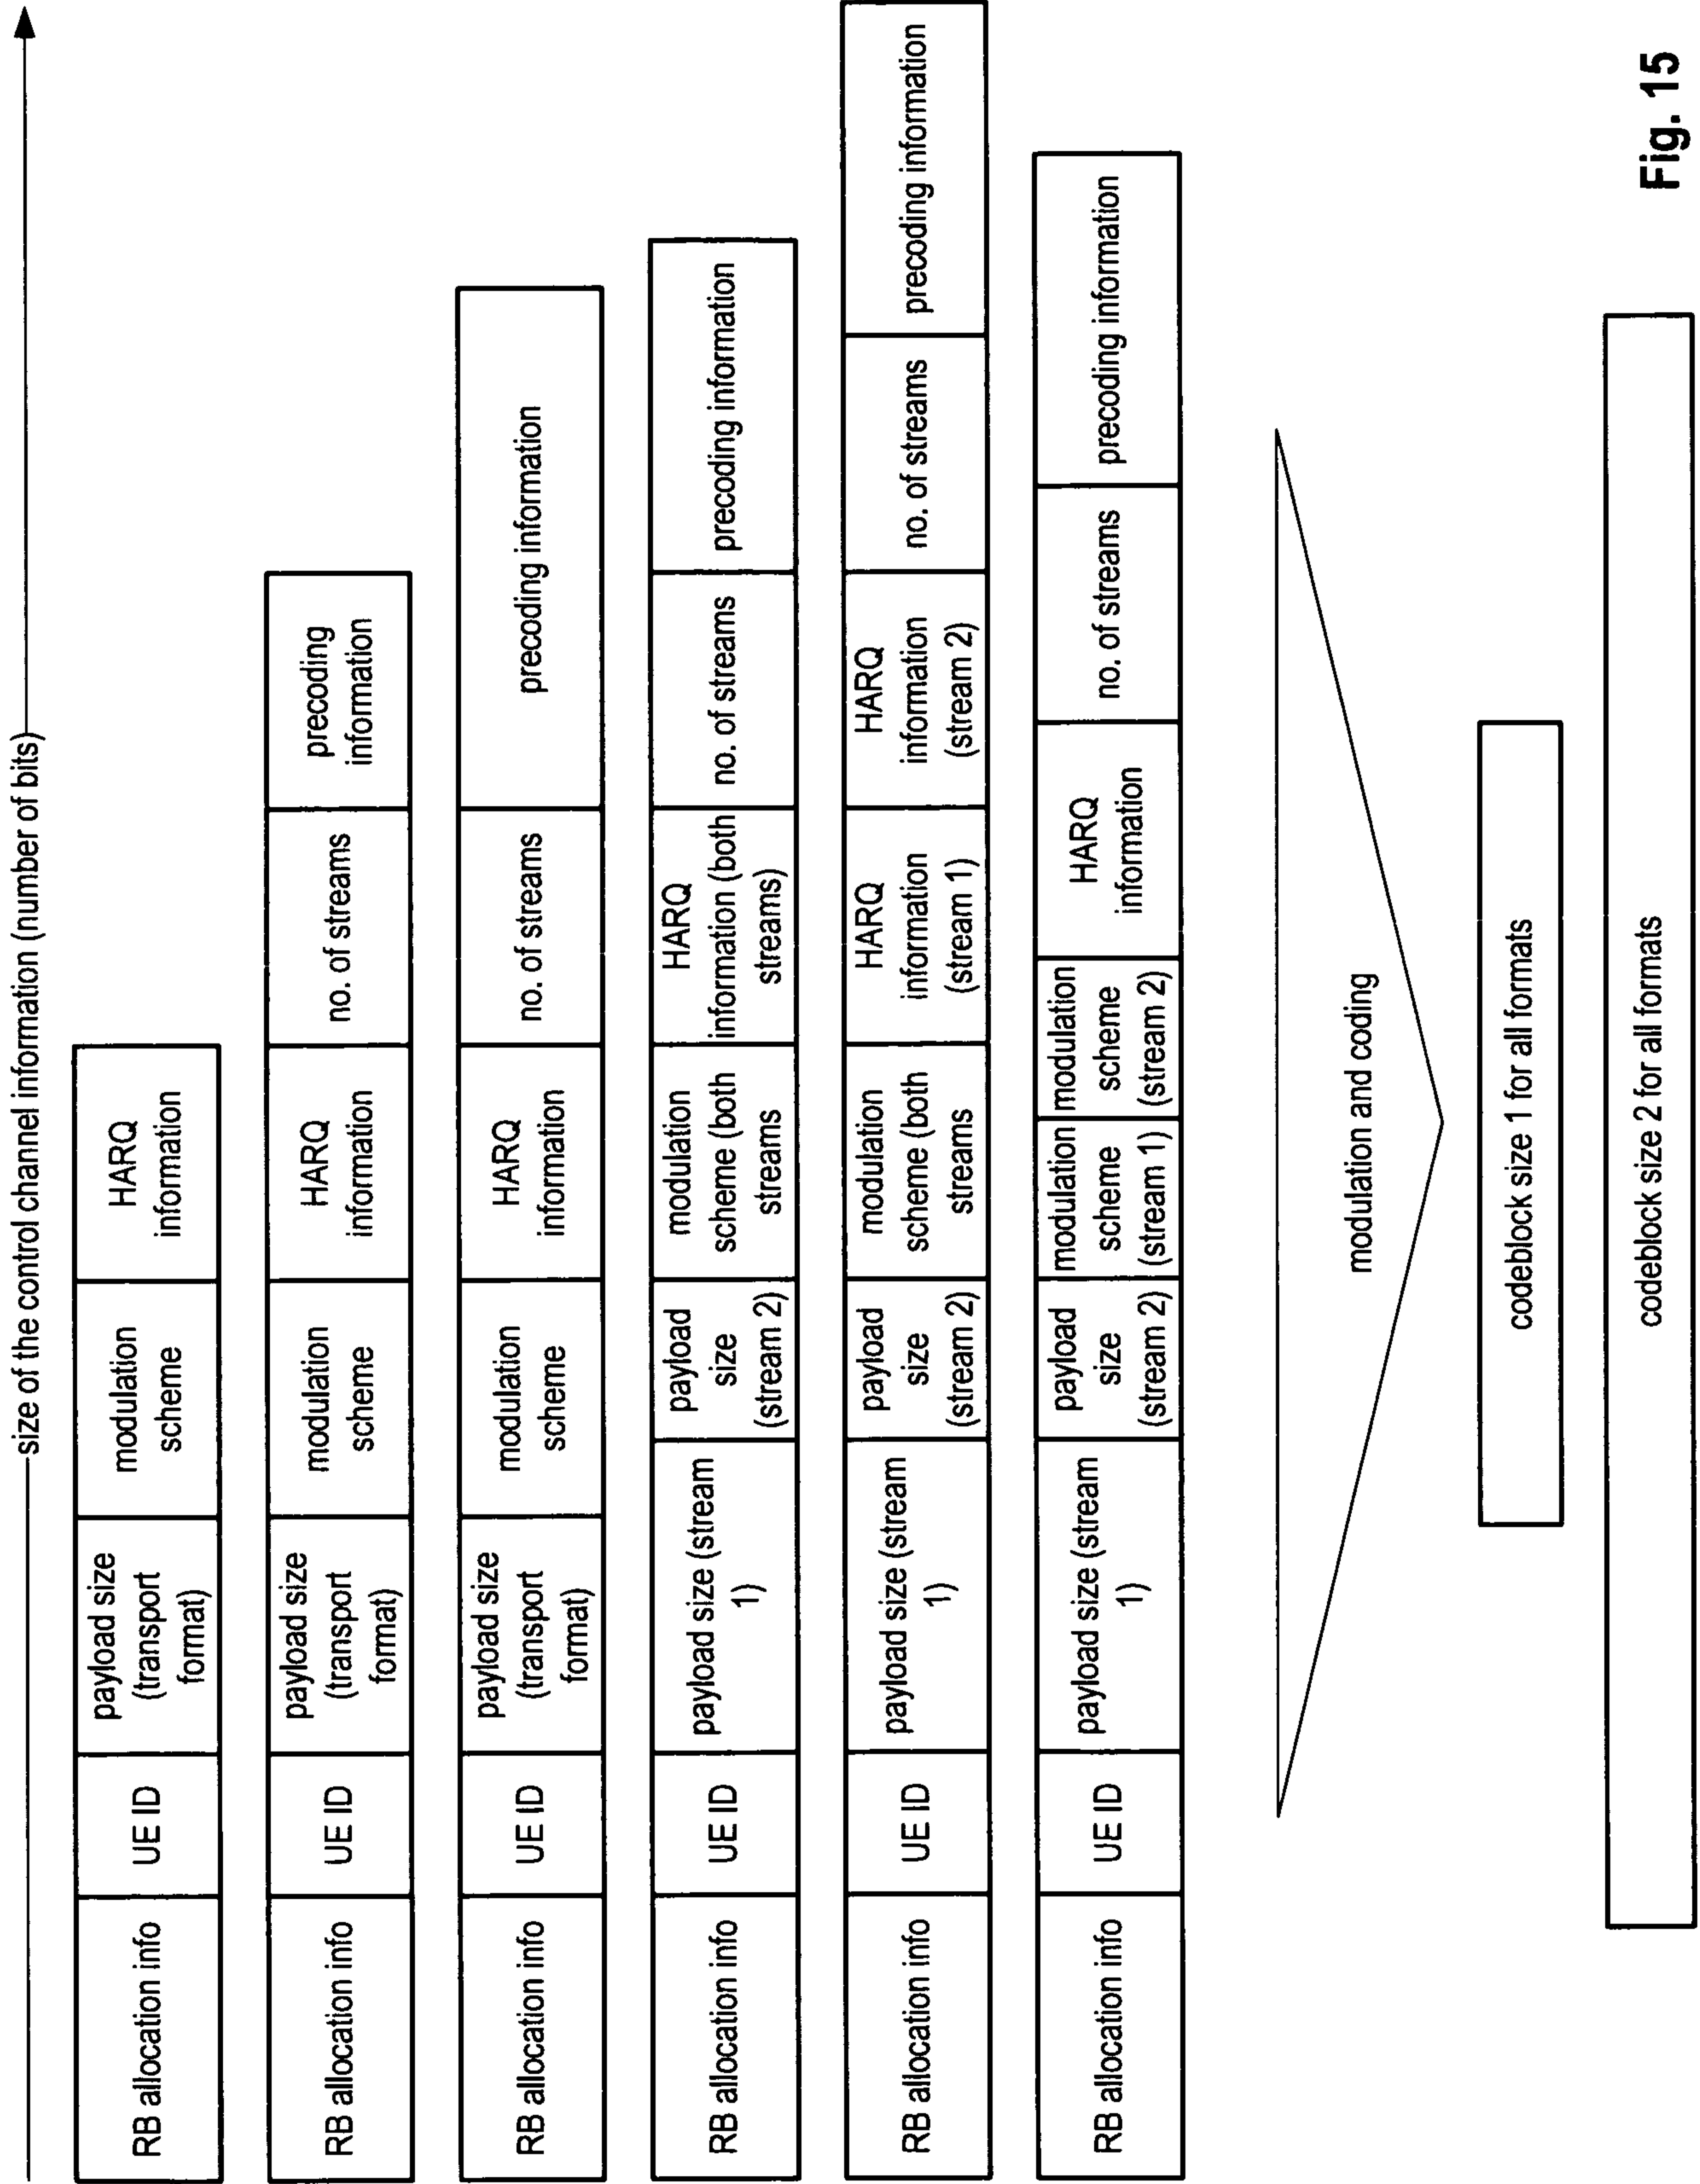 size of the control channel information (number of bits)
RB allocation info
UE ID
payload size
(transport
format)
modulation
scheme
HARQ
information
RB allocation info
UE ID
payload size
(transport
format)
modulation
scheme
HARQ
information
no. of streams
precoding
information
RB allocation info
UE ID
payload size
(transport
format)
modulation
scheme
HARQ
information
no. of streams
precoding information
RB allocation info
UE ID
payload size (stream
1)
payload
size
(stream 2)
modulation
scheme (both
streams
HARQ
information (both
streams)
no. of streams
precoding information
RB allocation info
UE ID
payload size (stream
1)
payload
size
(stream 2)
modulation
scheme (both
streams
HARQ
information
(stream 1)
HARQ
information
(stream 2)
no. of streams
precoding information
RB allocation info
UE ID
payload size (stream
1)
payload
size
(stream 2)
modulation
scheme
(stream 1)
modulation
scheme
(stream 2)
HARQ
information
no. of streams
precoding information
modulation and coding
codeblock size 1 for all formats
codeblock size 2 for all formats
Fig. 15